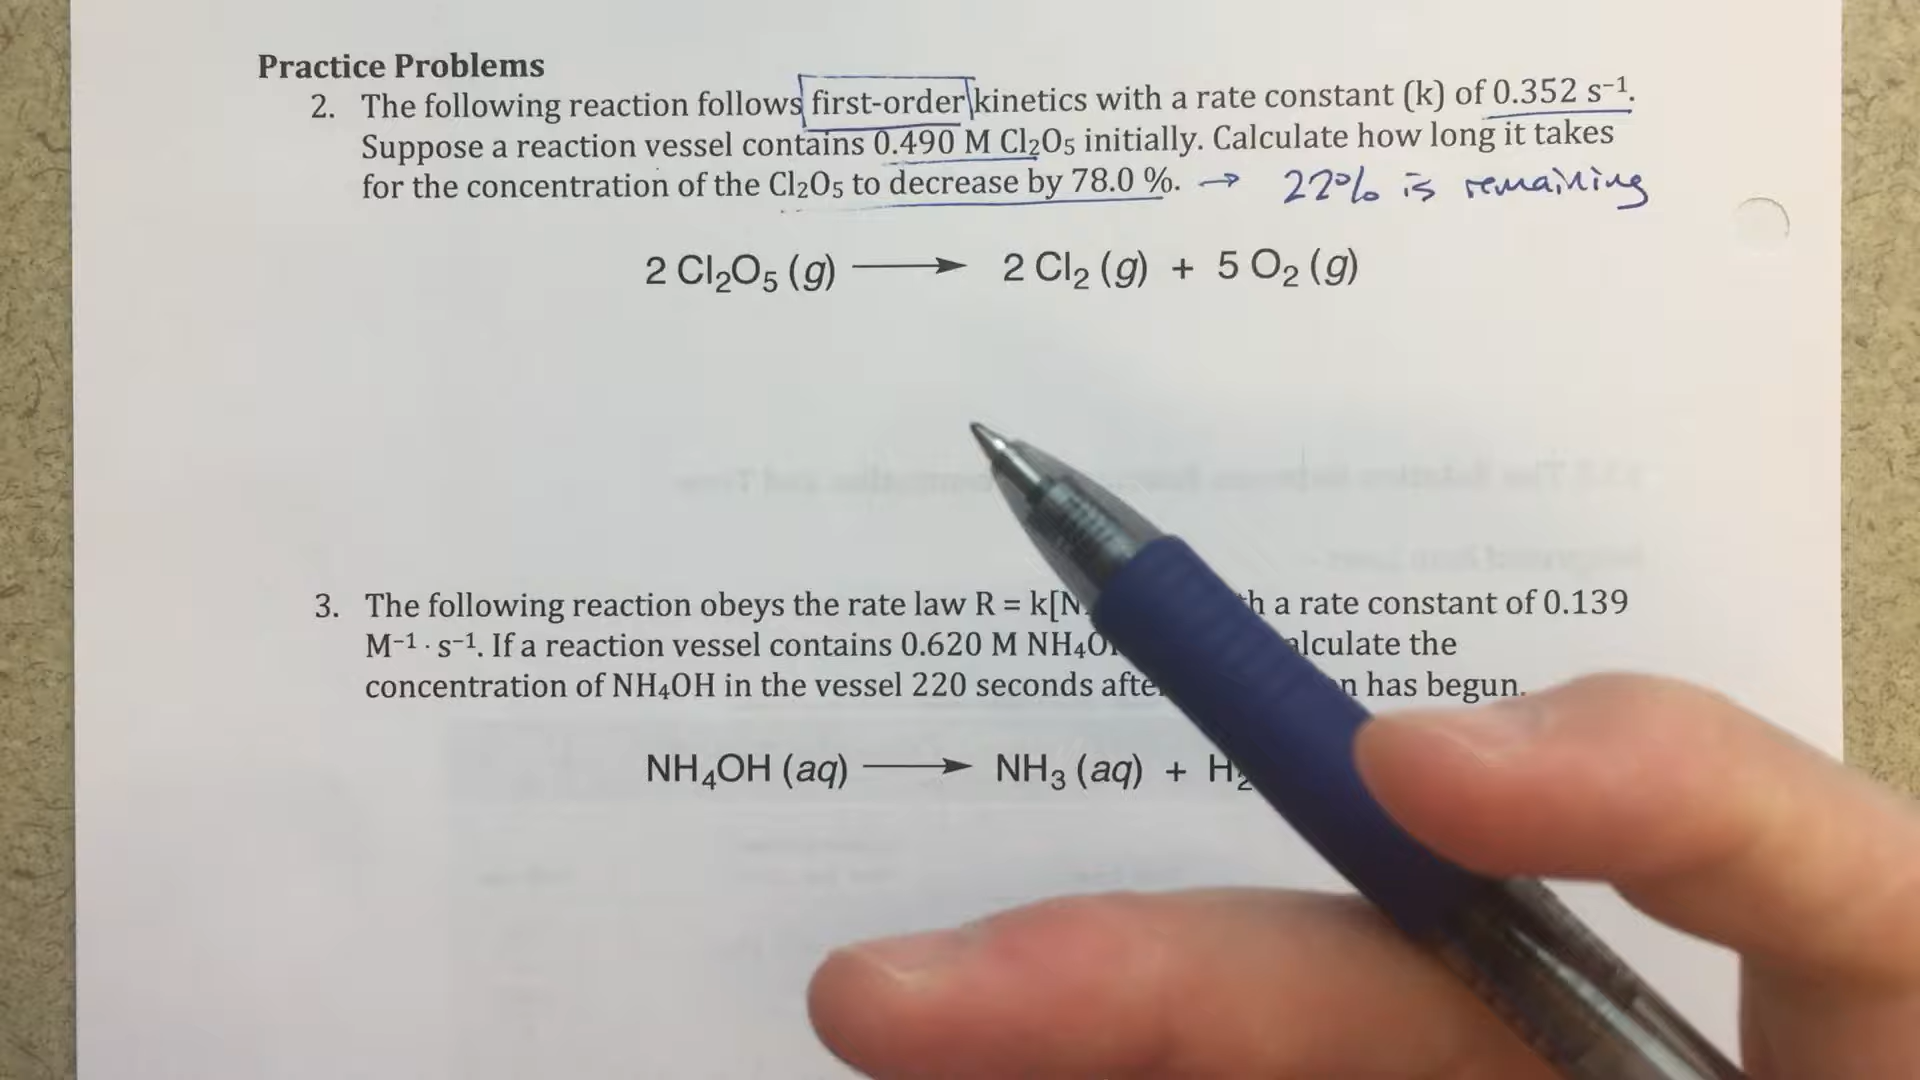 Practice Problems
2. The following reaction follows first-order kinetics with a rate constant (k) of 0.352 s⁻¹.
Suppose a reaction vessel contains 0.490 M Cl₂O₅ initially. Calculate how long it takes
for the concentration of the Cl₂O₅ to decrease by 78.0 %. → 22% is remaining
2 Cl₂O₅ (g) ⟶ 2 Cl₂ (g) + 5 O₂ (g)
3. The following reaction obeys the rate law R = k[N a rate constant of 0.139
M⁻¹ · s⁻¹. If a reaction vessel contains 0.620 M NH₄O the
concentration of NH₄OH in the vessel 220 seconds has begun.
NH₄OH (aq) ⟶ NH₃ (aq) + H₂